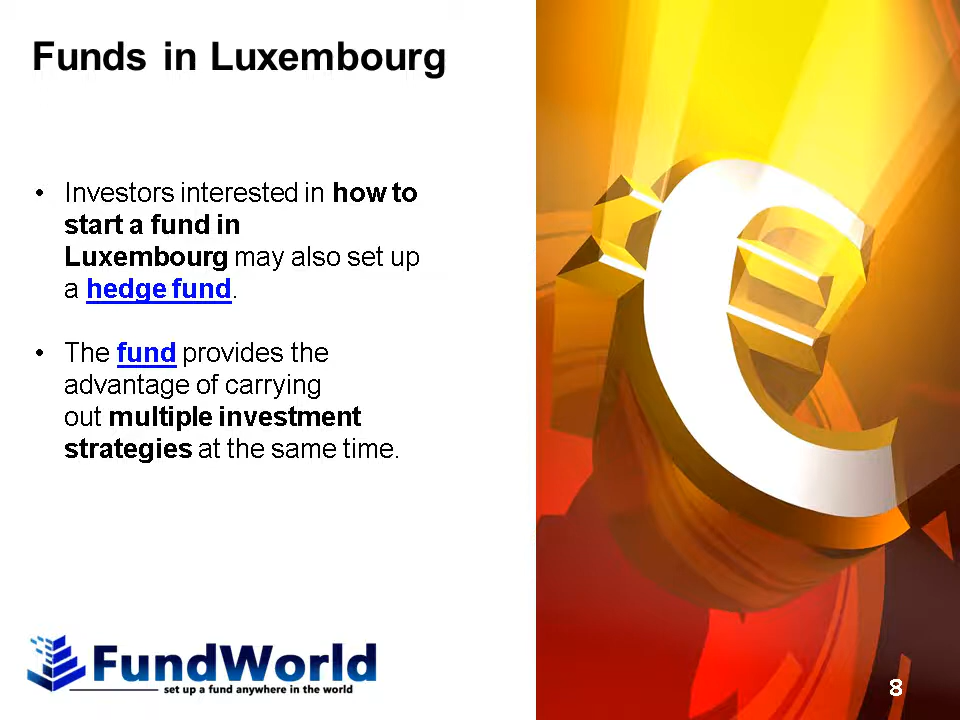 Funds in Luxembourg
• Investors interested in how to
start a fund in
Luxembourg may also set up
a hedge fund.
• The fund provides the
advantage of carrying
out multiple investment
strategies at the same time.
FundWorld
set up a fund anywhere in the world
8